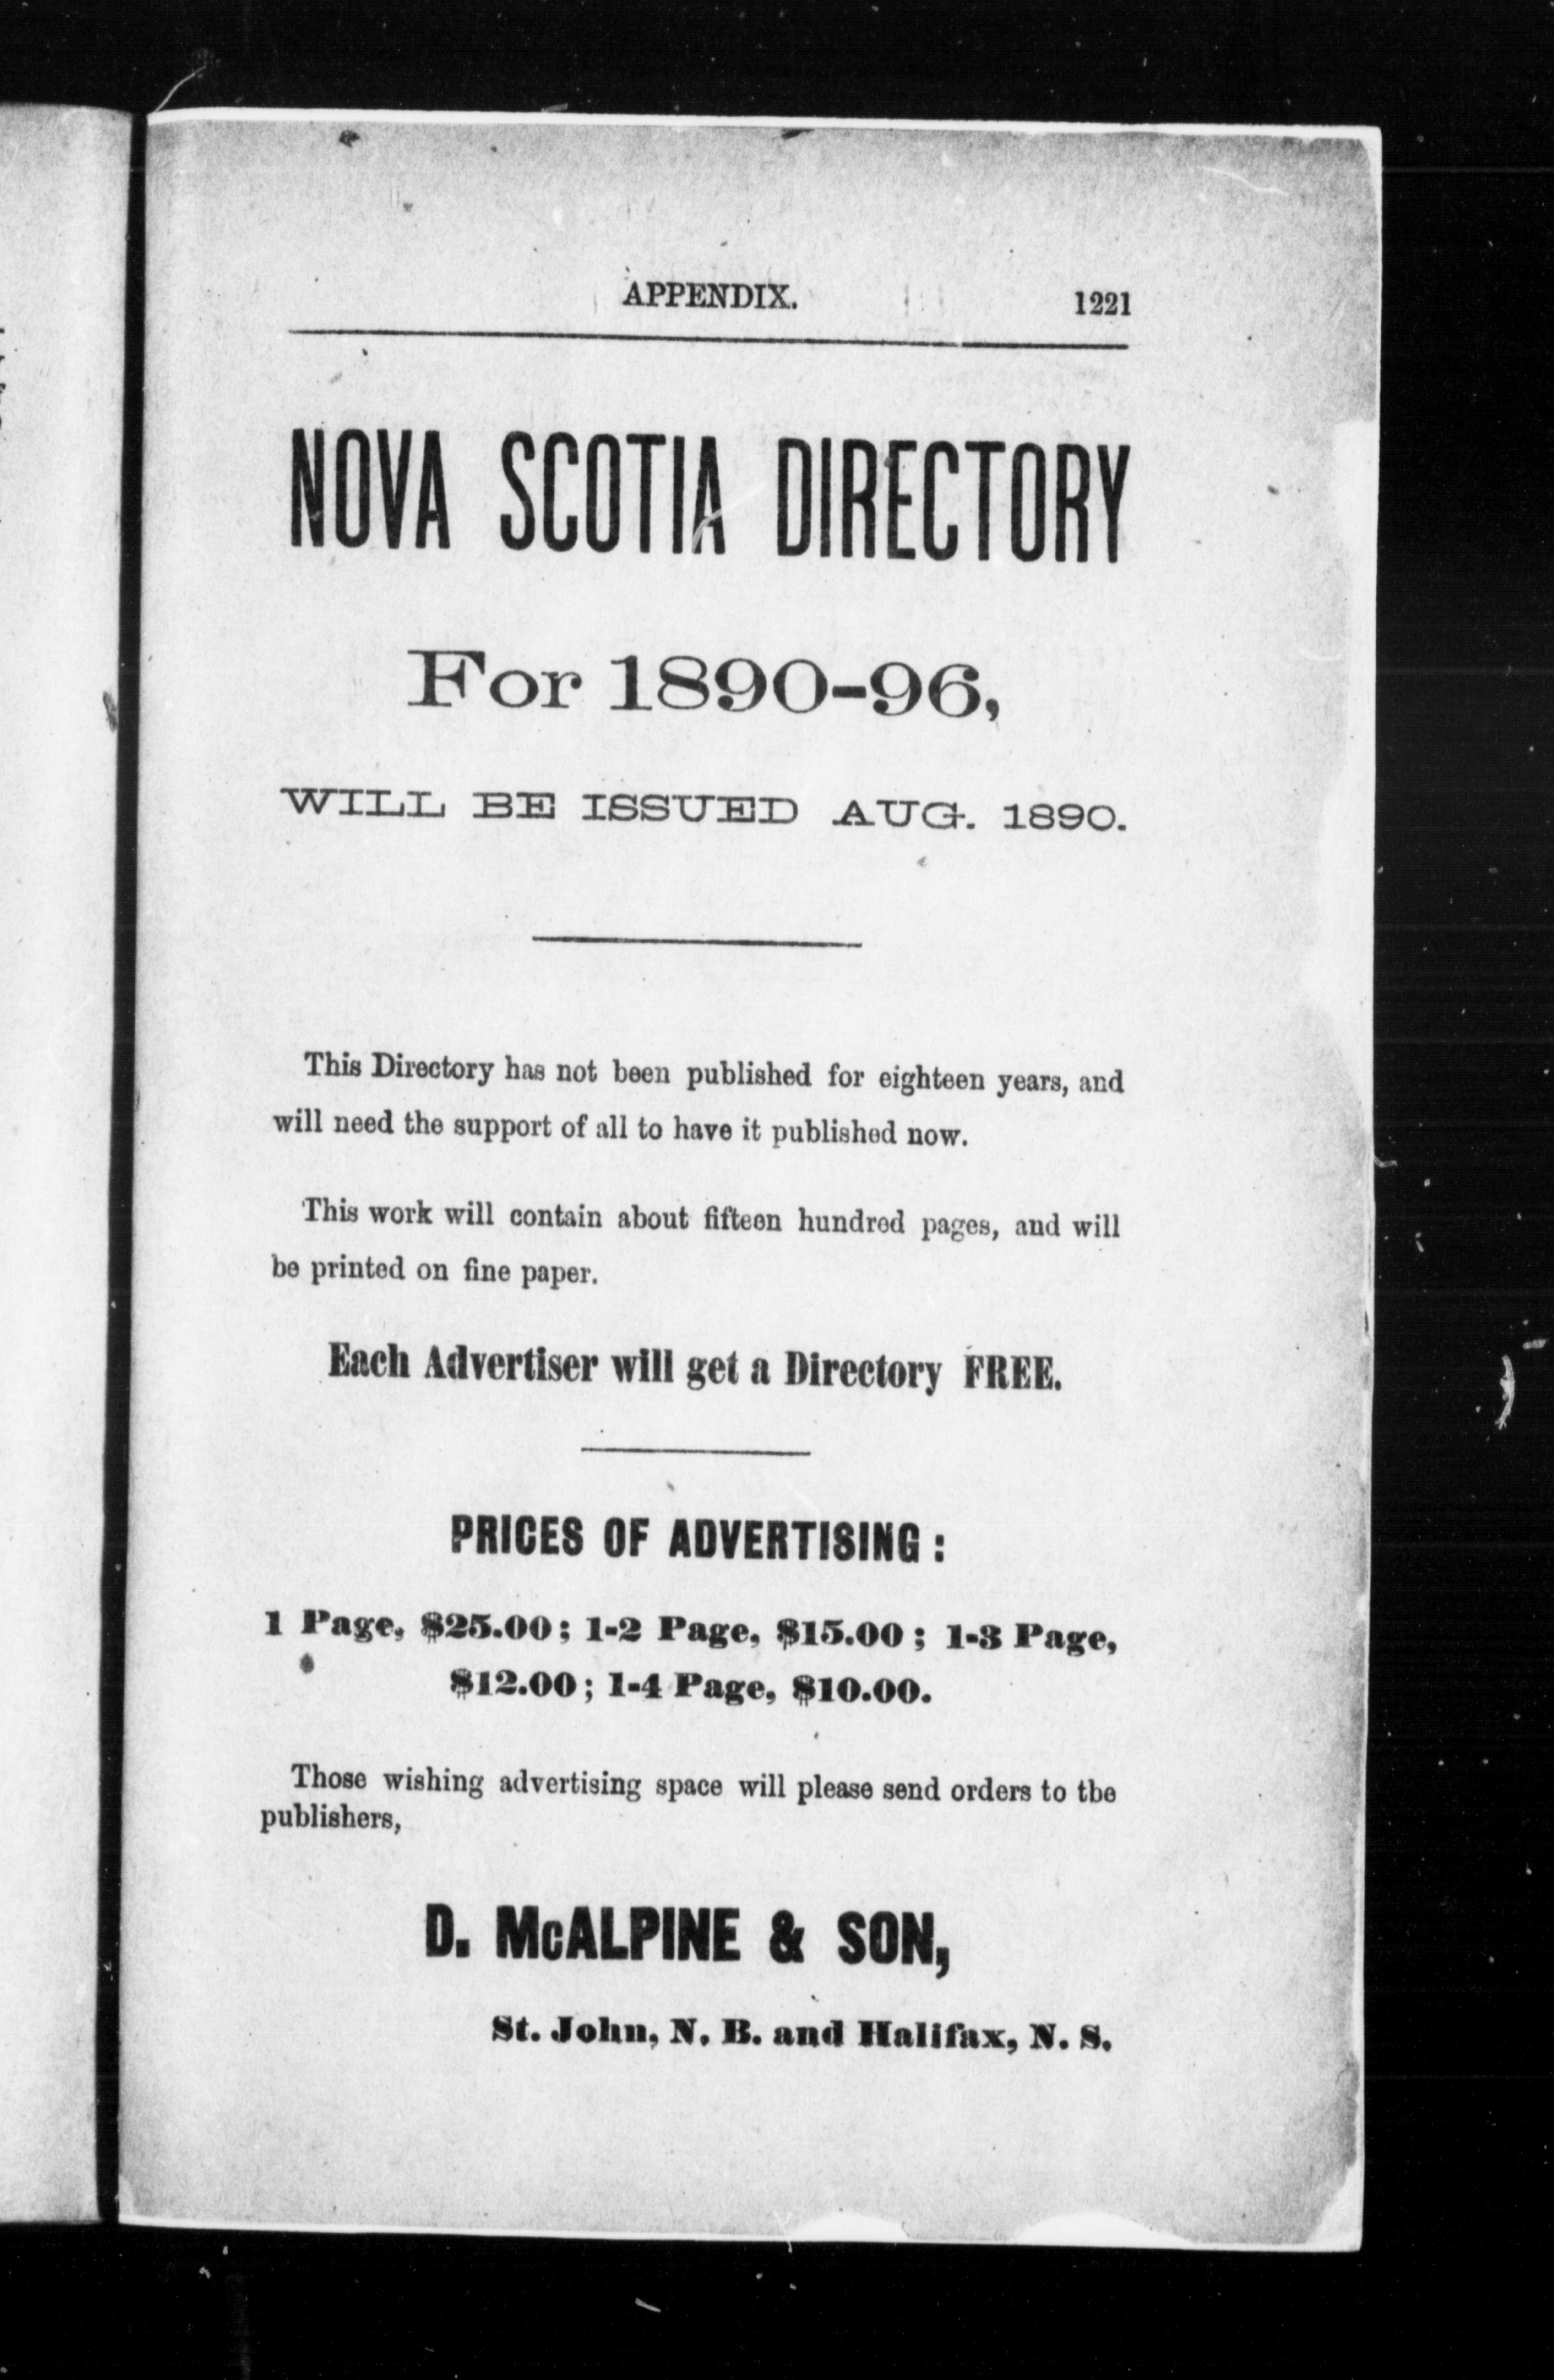 APPENDIX. 1221
NOVA SCOTIA DIRECTORY
For 1890-96,
WILL BE ISSUED AUG. 1890.
This Directory has not been published for eighteen years, and
will need the support of all to have it published now.
This work will contain about fifteen hundred pages, and will
be printed on fine paper.
Each Advertiser will get a Directory FREE.
PRICES OF ADVERTISING:
1 Page, $25.00; 1-2 Page, $15.00; 1-3 Page,
$12.00; 1-4 Page, $10.00.
Those wishing advertising space will please send orders to tbe
publishers,
D. McALPINE & SON,
St. John, N. B. and Halifax, N. S.